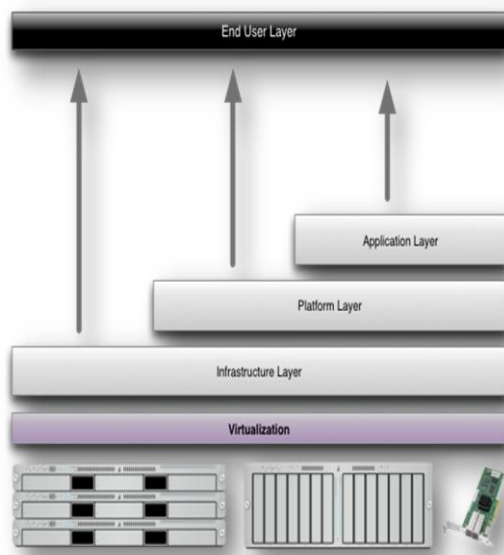 End User Layer
Application Layer
Platform Layer
Infrastructure Layer
Virtualization